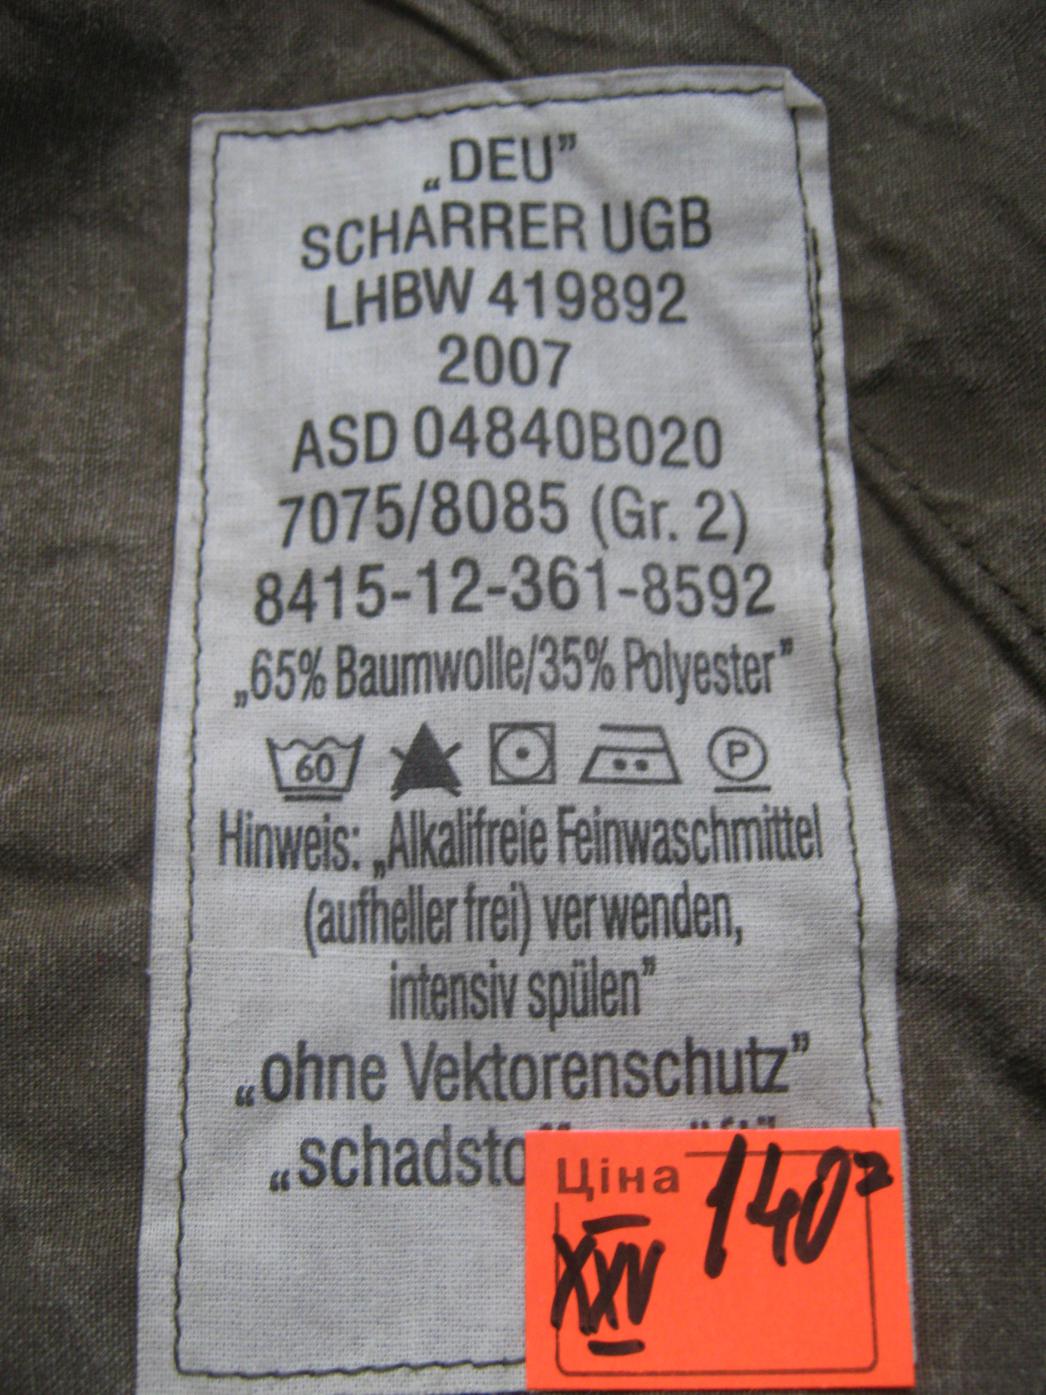 „DEU”
SCHARRER UGB
LHBW 419892
2007
ASD 04840B020
7075/8085 (Gr. 2)
8415-12-361-8592
„65% Baumwolle/35% Polyester”
60 P
Hinweis: „Alkalifreie Feinwaschmittel
(aufheller frei) verwenden,
intensiv spülen”
„ohne Vektorenschutz”
Ціна 140